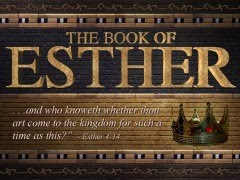 THE BOOK OF
ESTHER
. . .and who knoweth whether thou
art come to the kingdom for such a
time as this?" - Esther 4:14